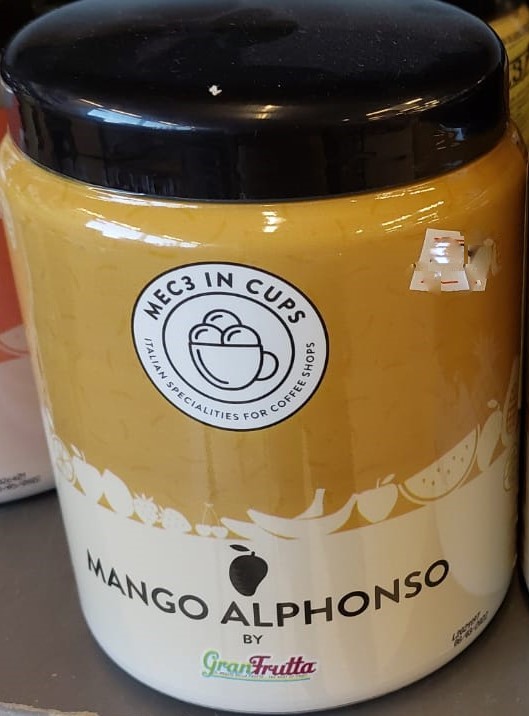 MEC3 IN CUPS
ITALIAN SPECIALITIES FOR COFFEE SHOPS
MANGO ALPHONSO
BY
GranFrutta